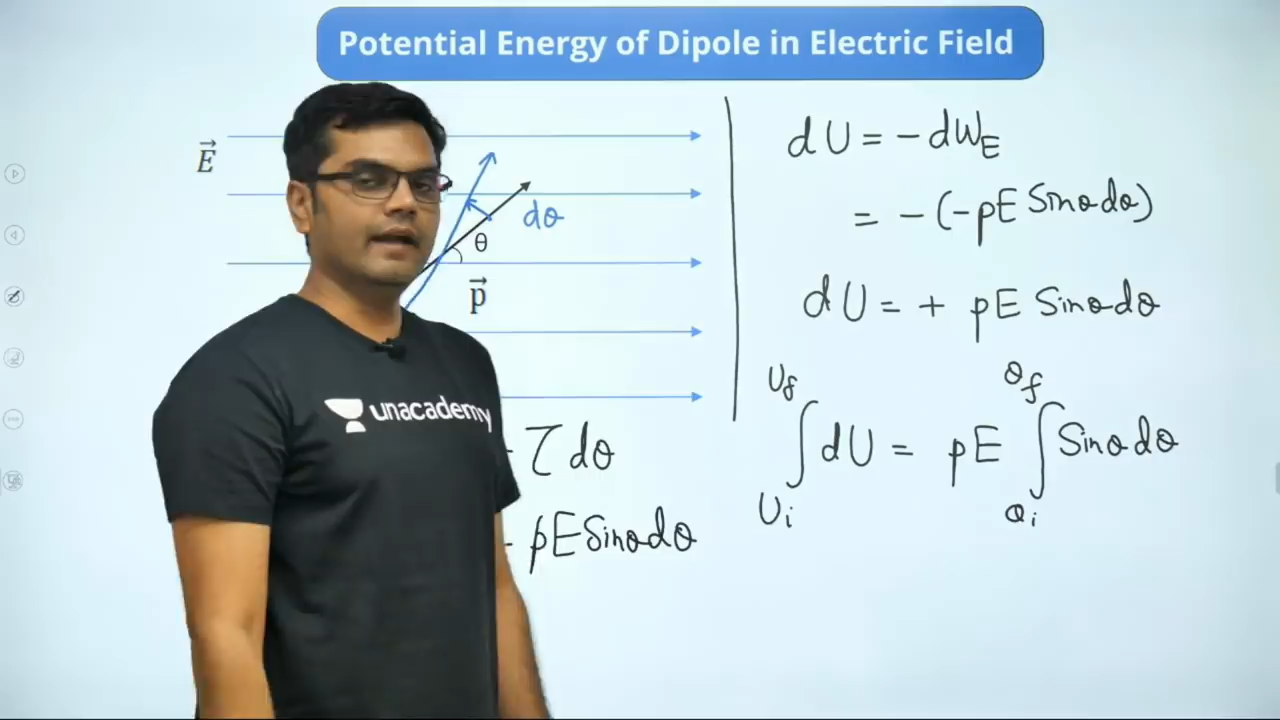 Potential Energy of Dipole in Electric Field
E⃗
dθ
θ
p⃗
unacademy
- τ dθ
- pE Sinθdθ
dU = -dW_E
= -(-pE Sinθdθ)
dU = + pE Sinθdθ
U_f θ_f
∫dU = pE ∫Sinθdθ
U_i θ_i